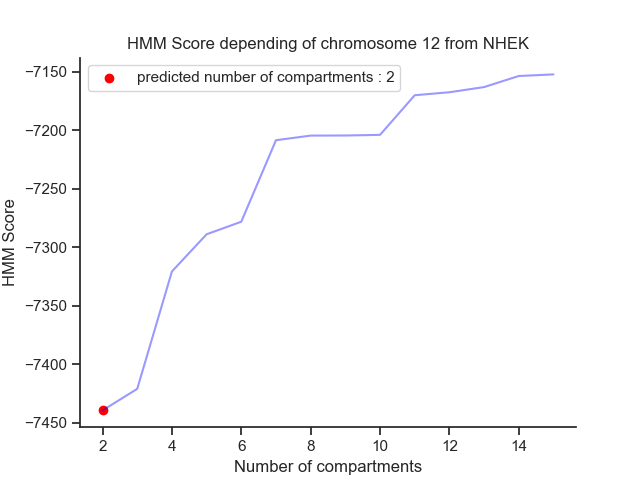 HMM Score depending of chromosome 12 from NHEK
predicted number of compartments : 2
−7150
−7200
−7250
−7300
−7350
−7400
−7450
HMM Score
2 4 6 8 10 12 14
Number of compartments